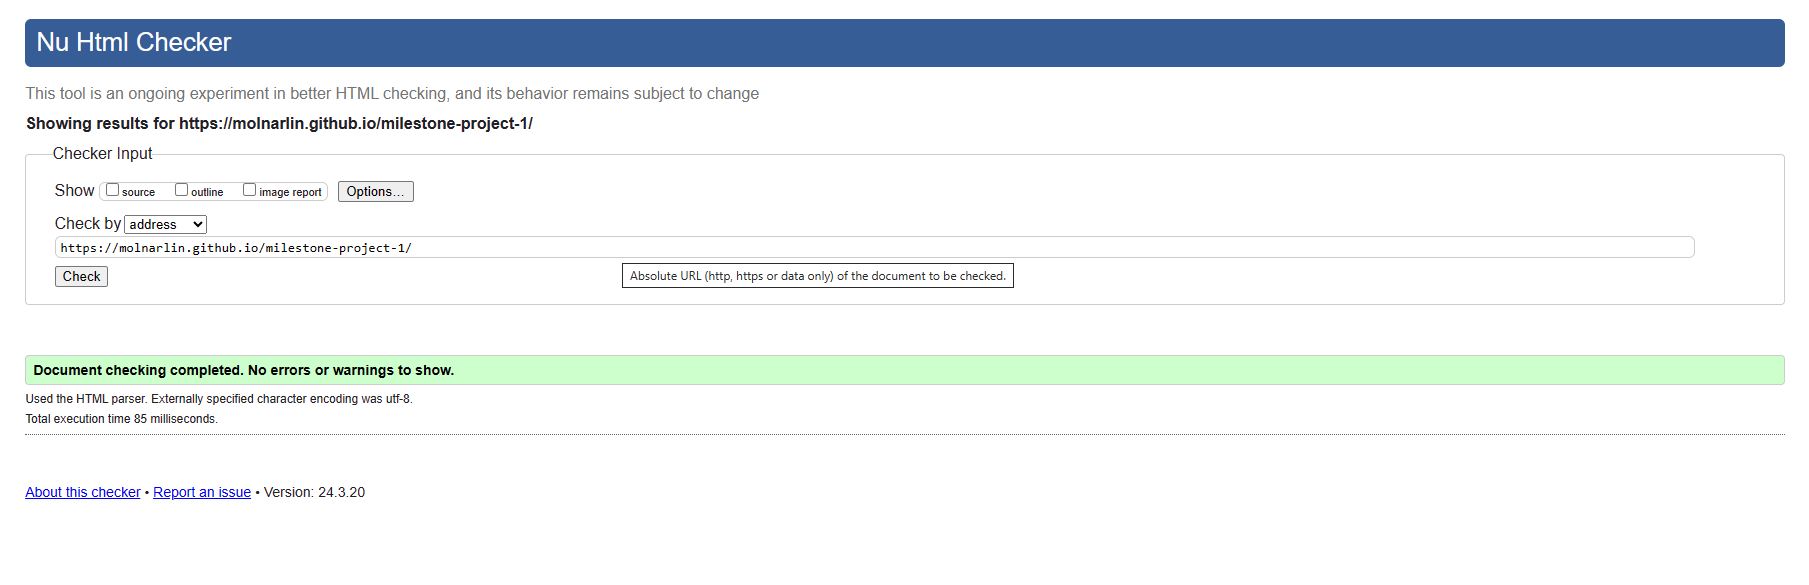 Nu Html Checker
This tool is an ongoing experiment in better HTML checking, and its behavior remains subject to change
Showing results for https://molnarlin.github.io/milestone-project-1/
Checker Input
Show source outline image report Options...
Check by address
https://molnarlin.github.io/milestone-project-1/
Check
Absolute URL (http, https or data only) of the document to be checked.
Document checking completed. No errors or warnings to show.
Used the HTML parser. Externally specified character encoding was utf-8.
Total execution time 85 milliseconds.
About this checker • Report an issue • Version: 24.3.20